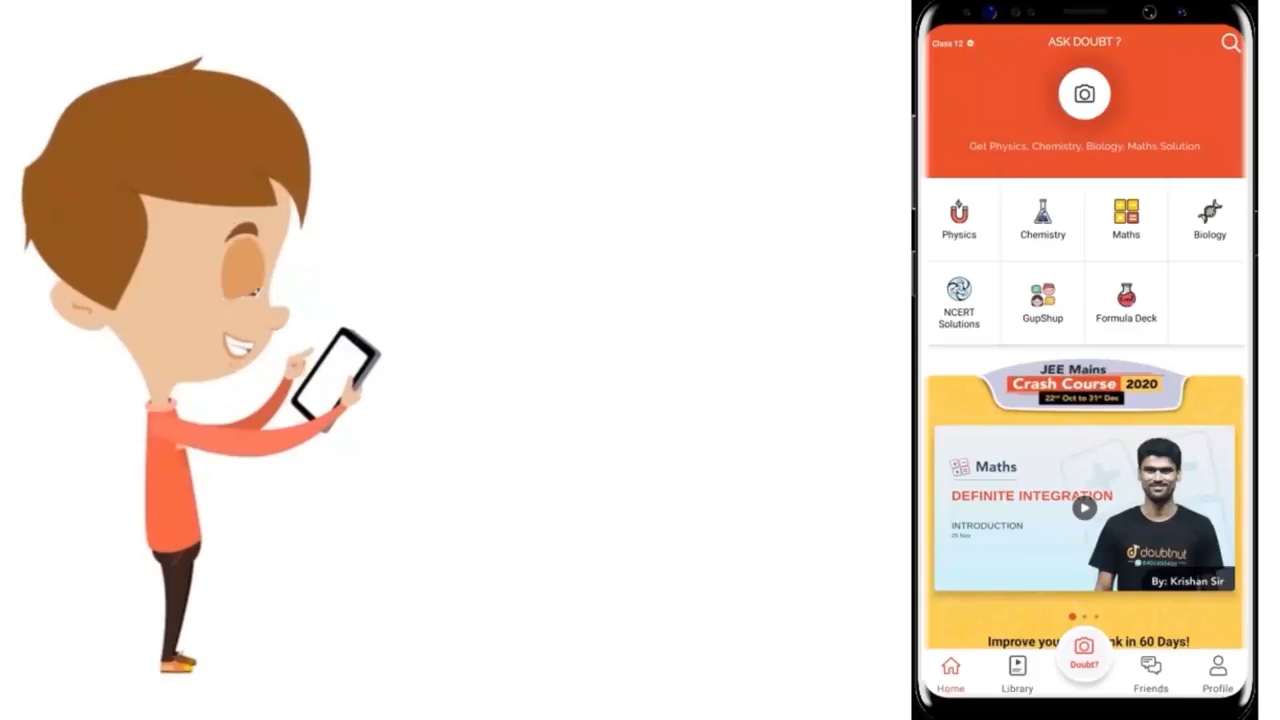 Class 12
ASK DOUBT ?
Get Physics, Chemistry, Biology, Maths Solution
Physics
Chemistry
Maths
Biology
NCERT
Solutions
GupShup
Formula Deck
JEE Mains
Crash Course 2020
22nd Oct to 31st Dec
Maths
DEFINITE INTEGRATION
INTRODUCTION
doubtnut
By: Krishan Sir
Improve you nk in 60 Days!
Doubt?
Home
Library
Friends
Profile